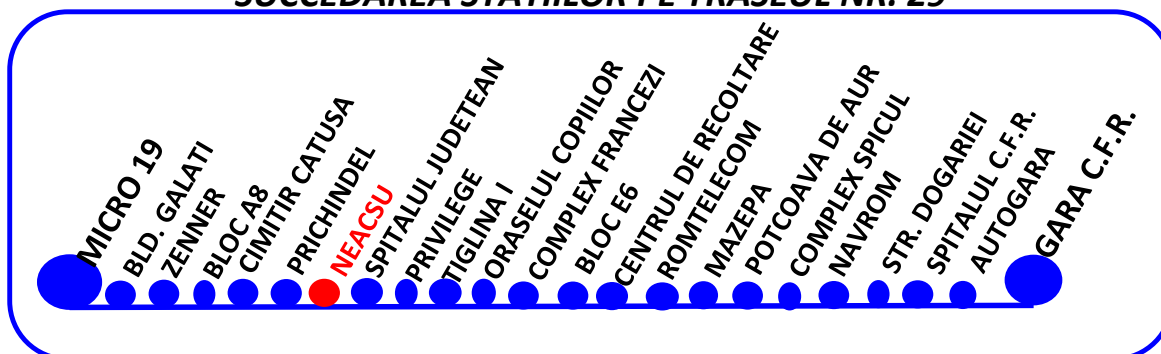 SUCCEDAREA STATIILOR PE TRASEUL NR. 29
MICRO 19
BLD. GALATI
ZENNER
BLOC A8
CIMITIR CATUSA
PRICHINDEL
NEACSU
SPITALUL JUDETEAN
PRIVILEGE
TIGLINA I
ORASELUL COPIILOR
COMPLEX FRANCEZI
BLOC E6
CENTRUL DE RECOLTARE
ROMTELECOM
MAZEPA
POTCOAVA DE AUR
COMPLEX SPICUL
NAVROM
STR. DOGARIEI
SPITALUL C.F.R.
AUTOGARA
GARA C.F.R.